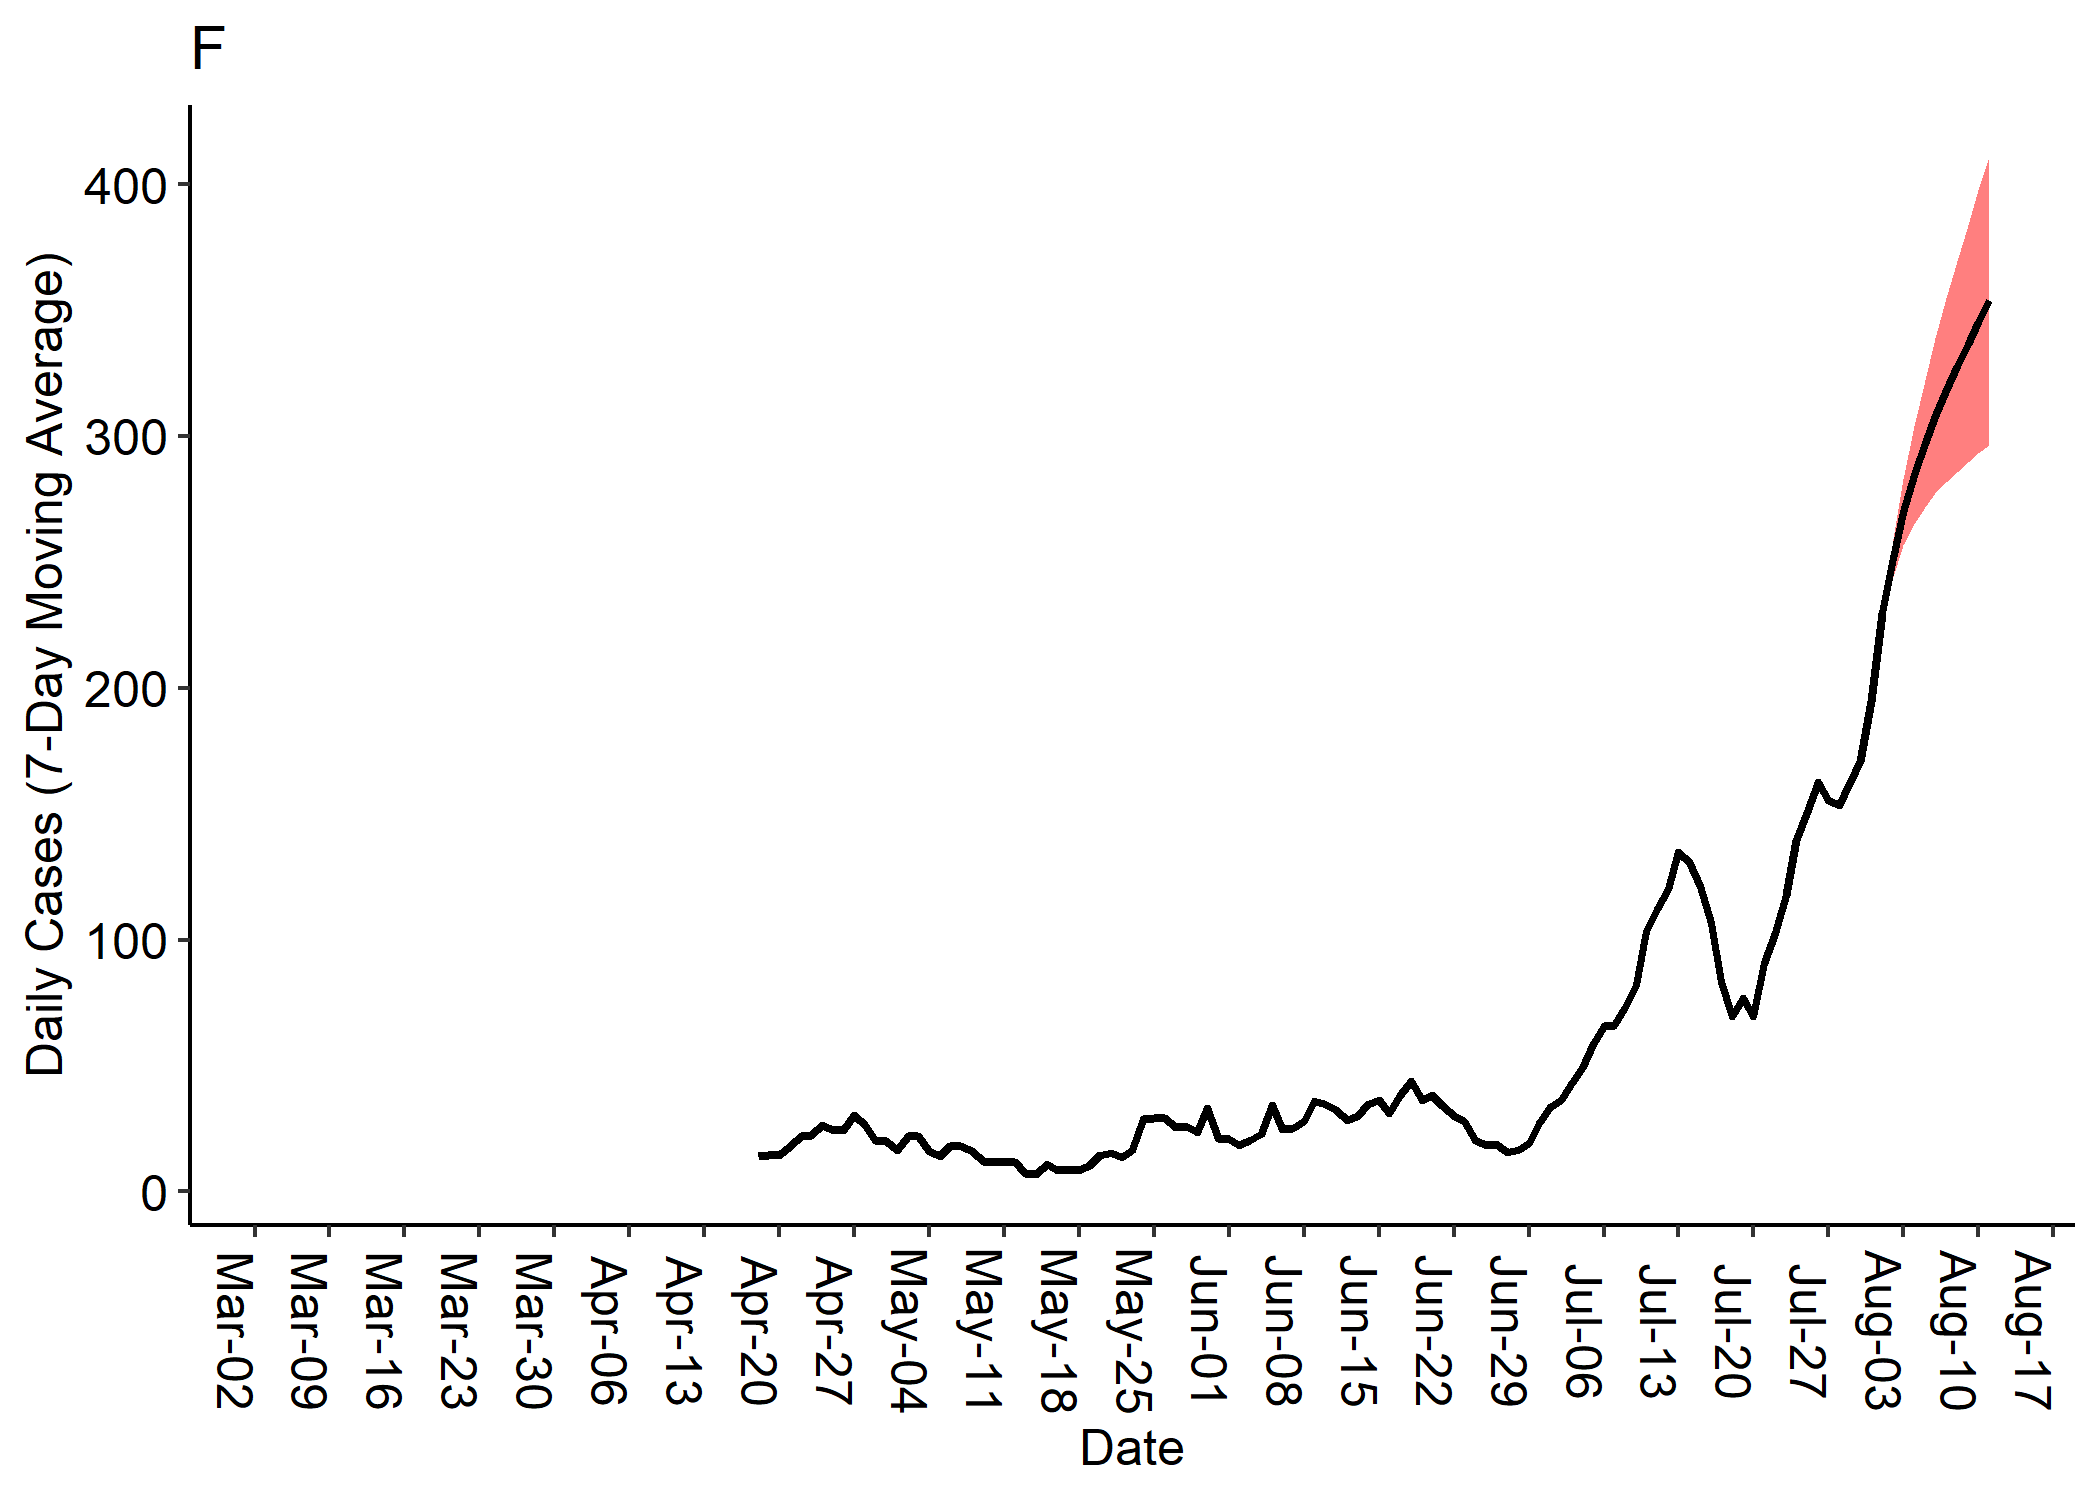 F
Daily Cases (7-Day Moving Average)
400
300
200
100
0
Mar-02
Mar-09
Mar-16
Mar-23
Mar-30
Apr-06
Apr-13
Apr-20
Apr-27
May-04
May-11
May-18
May-25
Jun-01
Jun-08
Jun-15
Jun-22
Jun-29
Jul-06
Jul-13
Jul-20
Jul-27
Aug-03
Aug-10
Aug-17
Date